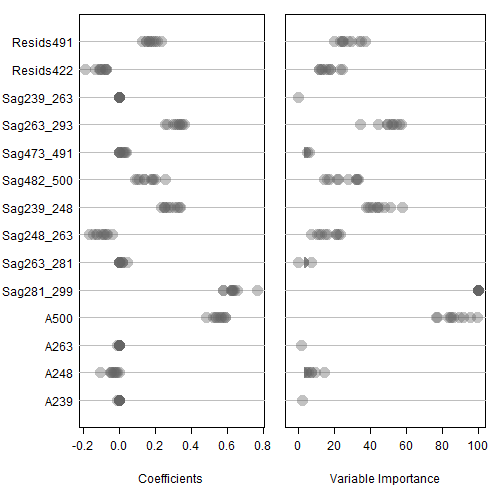 Resids491
Resids422
Sag239_263
Sag263_293
Sag473_491
Sag482_500
Sag239_248
Sag248_263
Sag263_281
Sag281_299
A500
A263
A248
A239
-0.2 0.0 0.2 0.4 0.6 0.8
0 20 40 60 80 100
Coefficients
Variable Importance